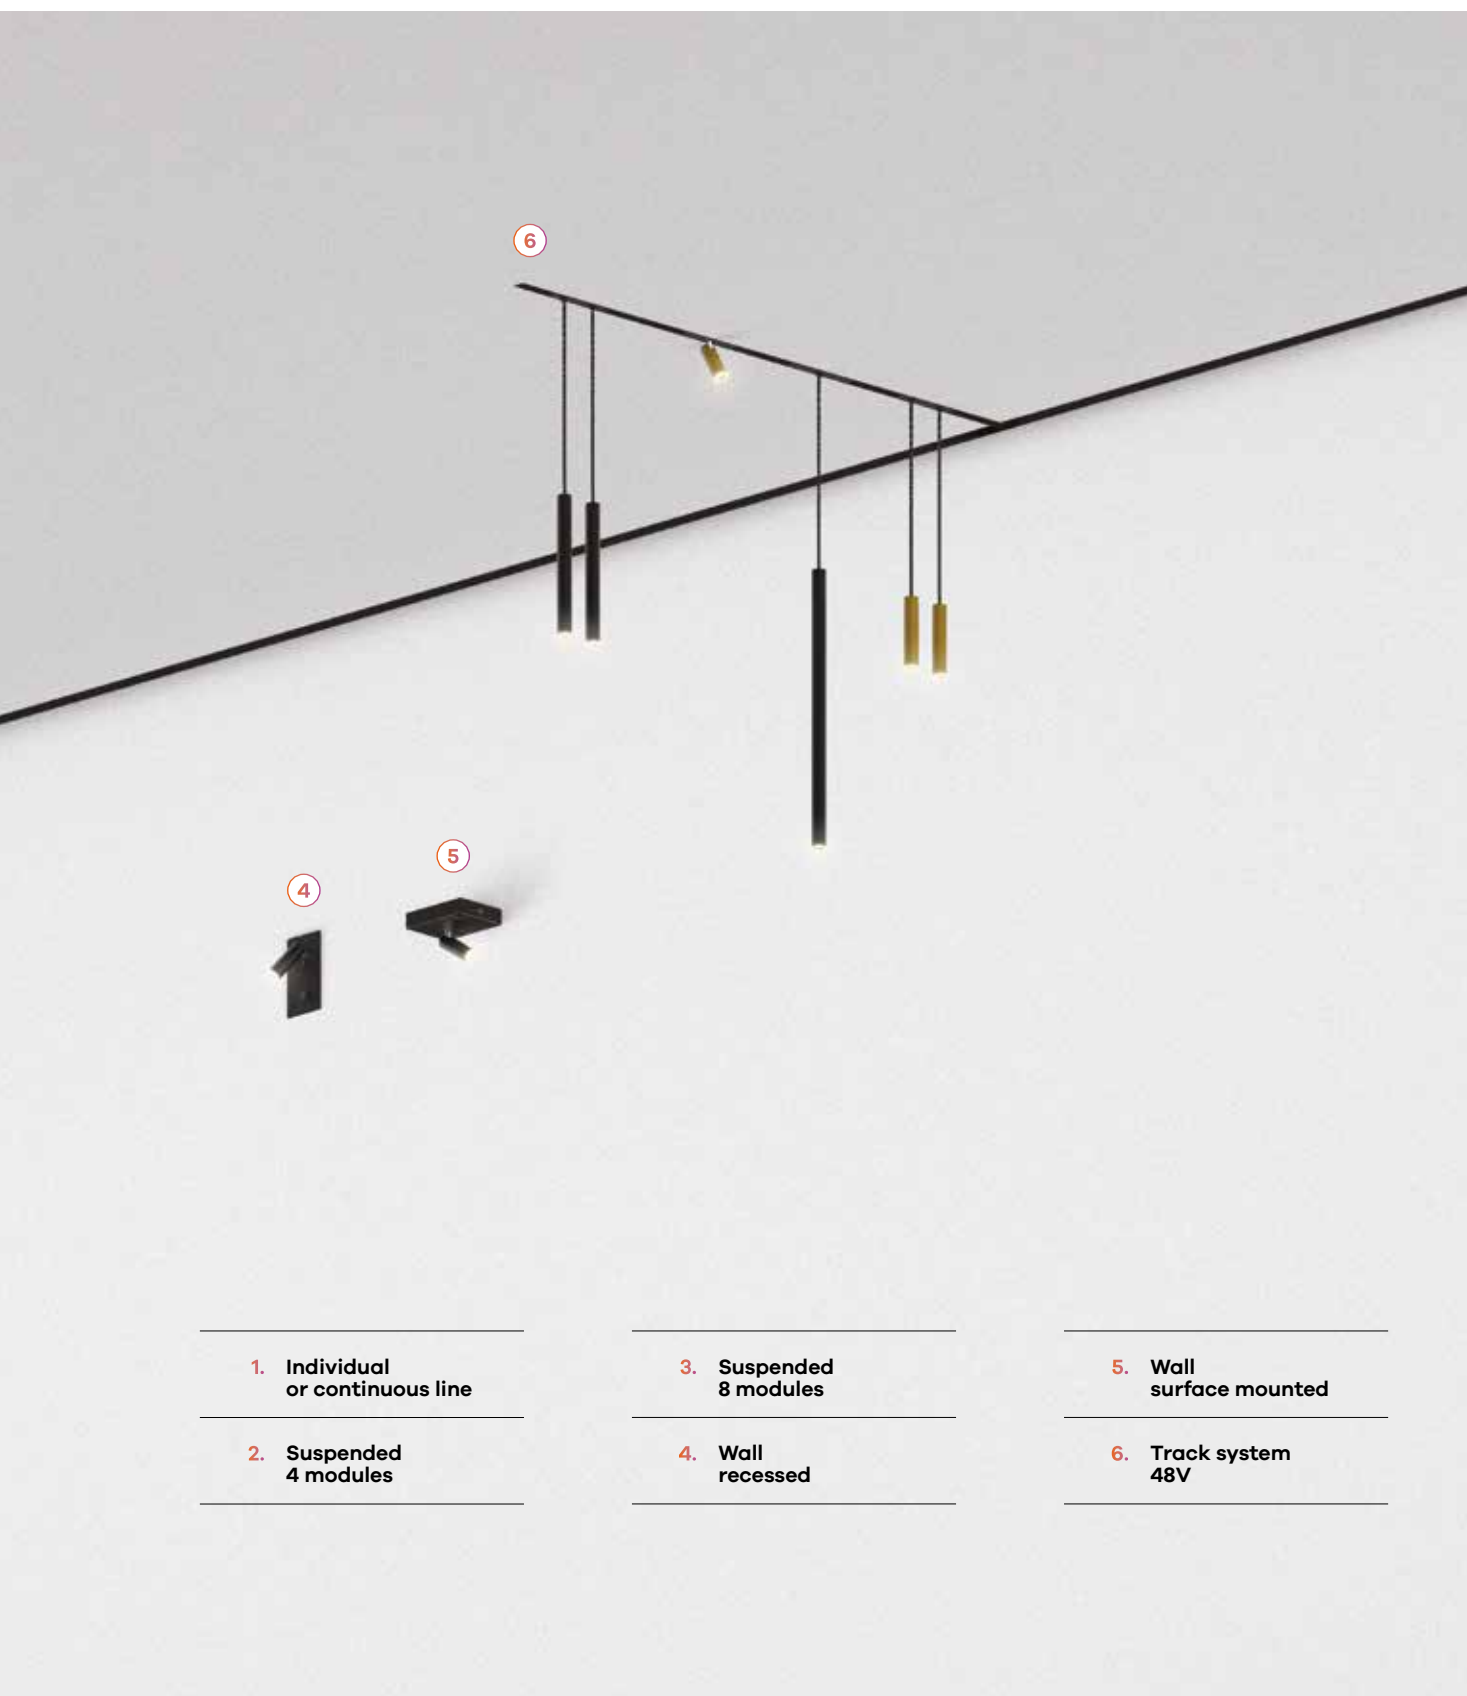 6
5
4
1. Individual
or continuous line
2. Suspended
4 modules
3. Suspended
8 modules
4. Wall
recessed
5. Wall
surface mounted
6. Track system
48V